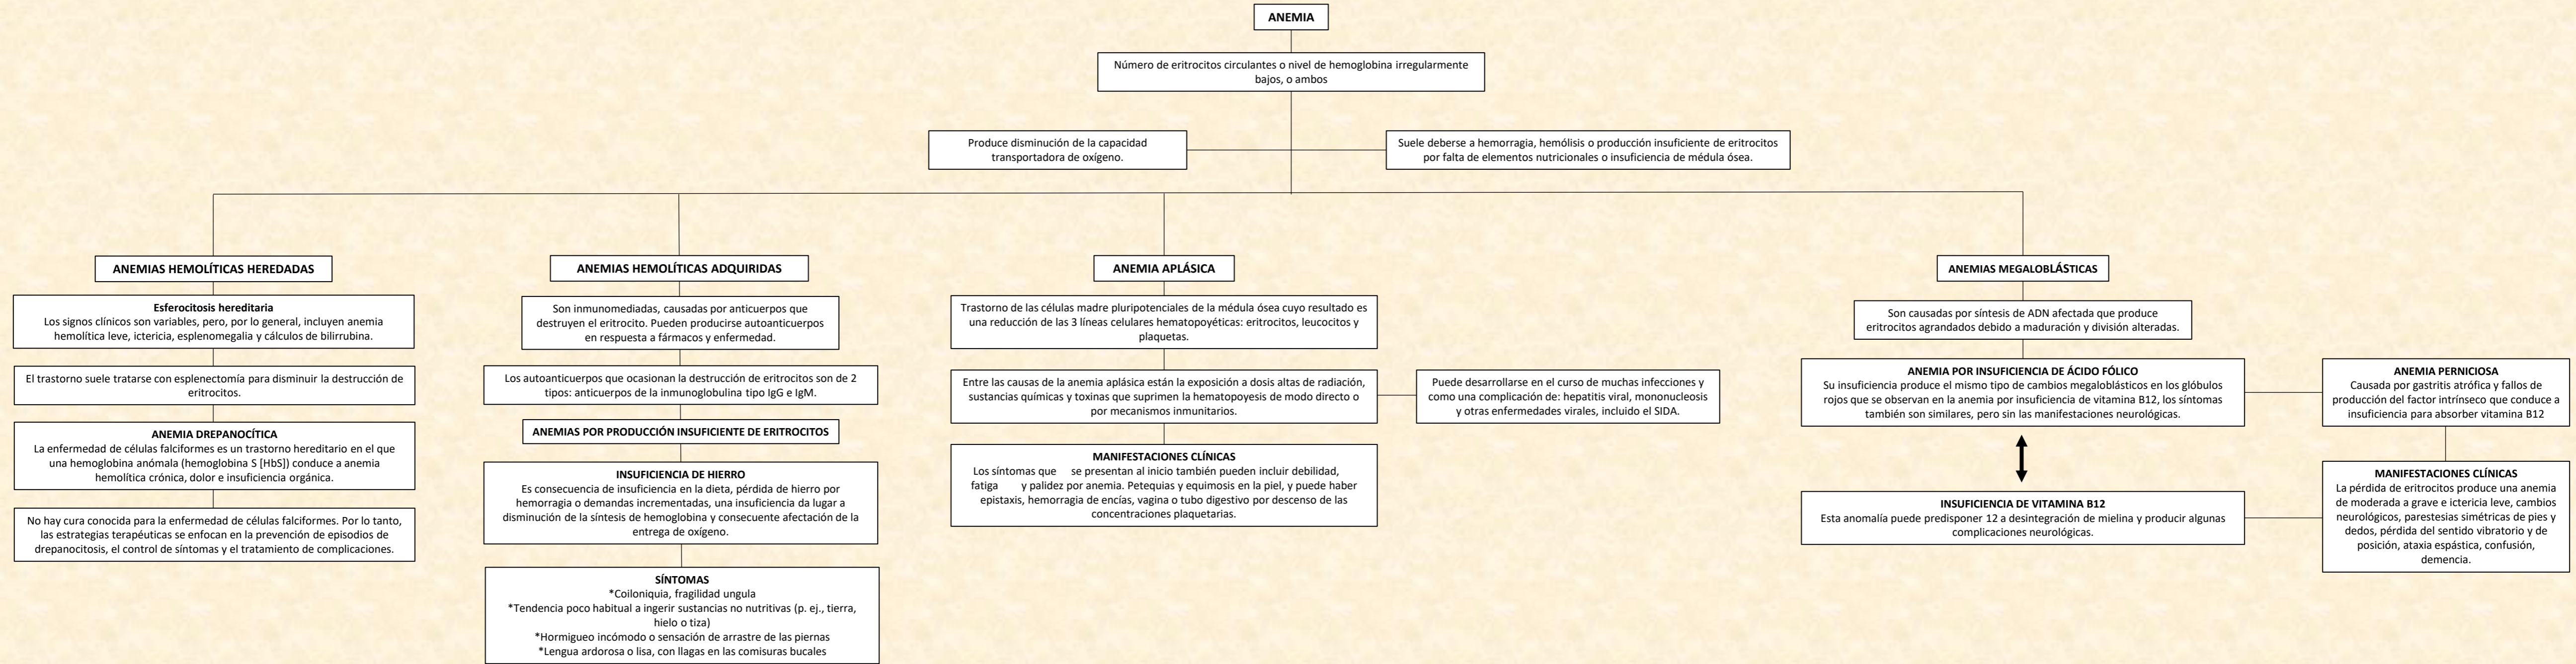 ANEMIA
Número de eritrocitos circulantes o nivel de hemoglobina irregularmente
bajos, o ambos
Produce disminución de la capacidad
transportadora de oxígeno.
Suele deberse a hemorragia, hemólisis o producción insuficiente de eritrocitos
por falta de elementos nutricionales o insuficiencia de médula ósea.
ANEMIAS HEMOLÍTICAS HEREDADAS
Esferocitosis hereditaria
Los signos clínicos son variables, pero, por lo general, incluyen anemia
hemolítica leve, ictericia, esplenomegalia y cálculos de bilirrubina.
El trastorno suele tratarse con esplenectomía para disminuir la destrucción de
eritrocitos.
ANEMIA DREPANOCÍTICA
La enfermedad de células falciformes es un trastorno hereditario en el que
una hemoglobina anómala (hemoglobina S [HbS]) conduce a anemia
hemolítica crónica, dolor e insuficiencia orgánica.
No hay cura conocida para la enfermedad de células falciformes. Por lo tanto,
las estrategias terapéuticas se enfocan en la prevención de episodios de
drepanocitosis, el control de síntomas y el tratamiento de complicaciones.
ANEMIAS HEMOLÍTICAS ADQUIRIDAS
Son inmunomediadas, causadas por anticuerpos que
destruyen el eritrocito. Pueden producirse autoanticuerpos
en respuesta a fármacos y enfermedad.
Los autoanticuerpos que ocasionan la destrucción de eritrocitos son de 2
tipos: anticuerpos de la inmunoglobulina tipo IgG e IgM.
ANEMIAS POR PRODUCCIÓN INSUFICIENTE DE ERITROCITOS
INSUFICIENCIA DE HIERRO
Es consecuencia de insuficiencia en la dieta, pérdida de hierro por
hemorragia o demandas incrementadas, una insuficiencia da lugar a
disminución de la síntesis de hemoglobina y consecuente afectación de la
entrega de oxígeno.
SÍNTOMAS
*Coiloniquia, fragilidad ungula
*Tendencia poco habitual a ingerir sustancias no nutritivas (p. ej., tierra,
hielo o tiza)
*Hormigueo incómodo o sensación de arrastre de las piernas
*Lengua ardorosa o lisa, con llagas en las comisuras bucales
ANEMIA APLÁSICA
Trastorno de las células madre pluripotenciales de la médula ósea cuyo resultado es
una reducción de las 3 líneas celulares hematopoyéticas: eritrocitos, leucocitos y
plaquetas.
Entre las causas de la anemia aplásica están la exposición a dosis altas de radiación,
sustancias químicas y toxinas que suprimen la hematopoyesis de modo directo o
por mecanismos inmunitarios.
Puede desarrollarse en el curso de muchas infecciones y
como una complicación de: hepatitis viral, mononucleosis
y otras enfermedades virales, incluido el SIDA.
MANIFESTACIONES CLÍNICAS
Los síntomas que se presentan al inicio también pueden incluir debilidad,
fatiga y palidez por anemia. Petequias y equimosis en la piel, y puede haber
epistaxis, hemorragia de encías, vagina o tubo digestivo por descenso de las
concentraciones plaquetarias.
ANEMIAS MEGALOBLÁSTICAS
Son causadas por síntesis de ADN afectada que produce
eritrocitos agrandados debido a maduración y división alteradas.
ANEMIA POR INSUFICIENCIA DE ÁCIDO FÓLICO
Su insuficiencia produce el mismo tipo de cambios megaloblásticos en los glóbulos
rojos que se observan en la anemia por insuficiencia de vitamina B12, los síntomas
también son similares, pero sin las manifestaciones neurológicas.
INSUFICIENCIA DE VITAMINA B12
Esta anomalía puede predisponer 12 a desintegración de mielina y producir algunas
complicaciones neurológicas.
ANEMIA PERNICIOSA
Causada por gastritis atrófica y fallos de
producción del factor intrínseco que conduce a
insuficiencia para absorber vitamina B12
MANIFESTACIONES CLÍNICAS
La pérdida de eritrocitos produce una anemia
de moderada a grave e ictericia leve, cambios
neurológicos, parestesias simétricas de pies y
dedos, pérdida del sentido vibratorio y de
posición, ataxia espástica, confusión,
demencia.